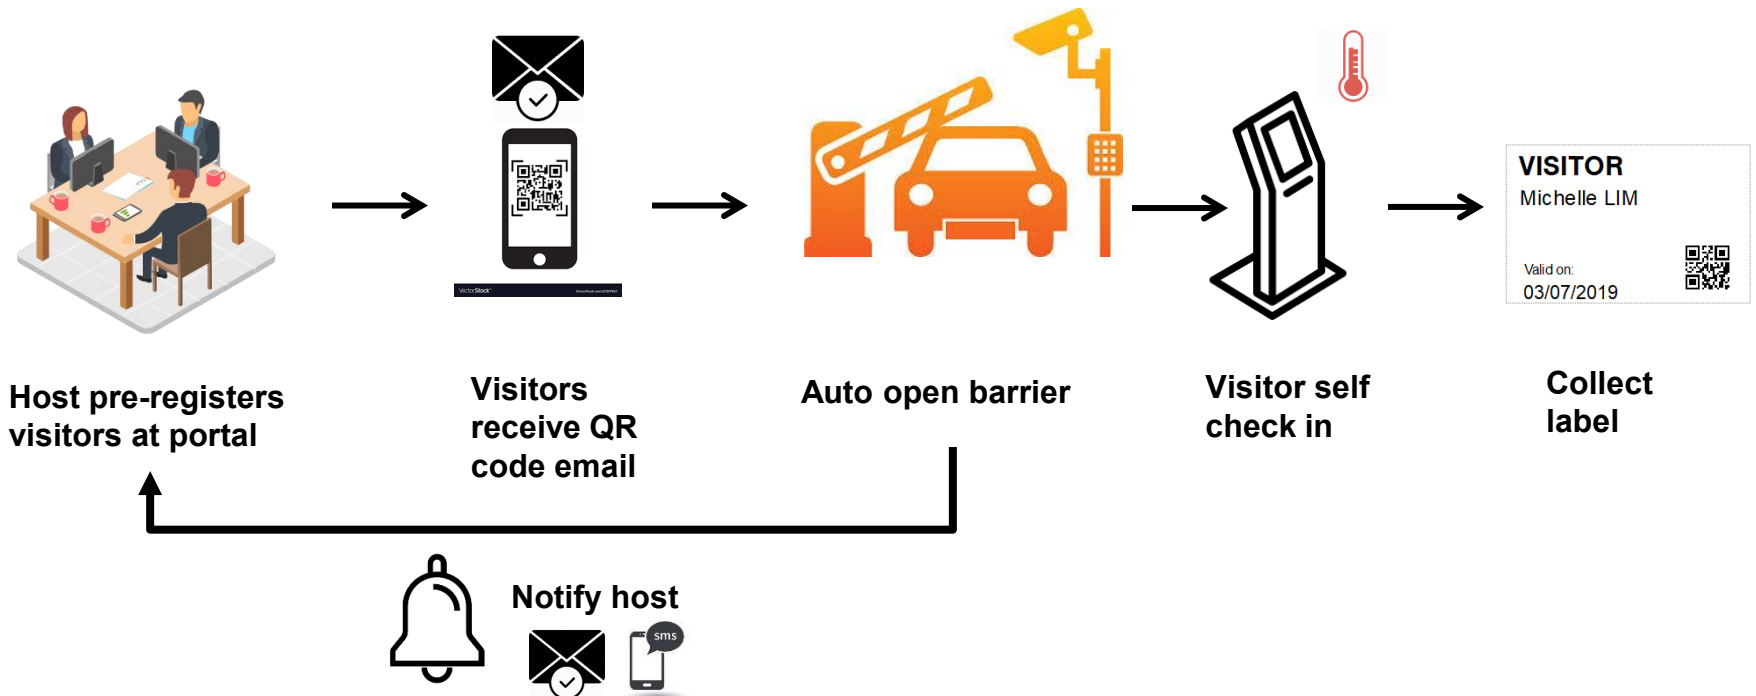 Host pre-registers
visitors at portal
VectorStock
Visitors
receive QR
code email
Auto open barrier
Visitor self
check in
VISITOR
Michelle LIM
Valid on:
03/07/2019
Collect
label
Notify host
sms